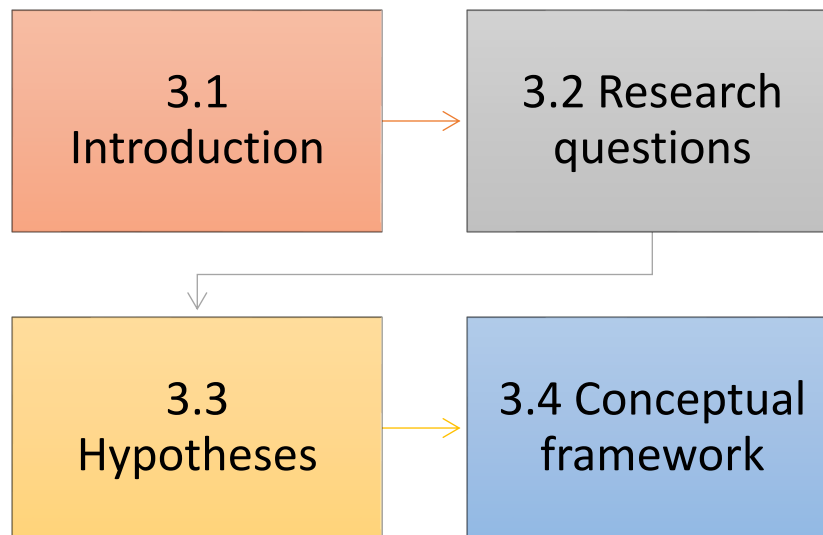 3.1
Introduction
3.2 Research
questions
3.3
Hypotheses
3.4 Conceptual
framework